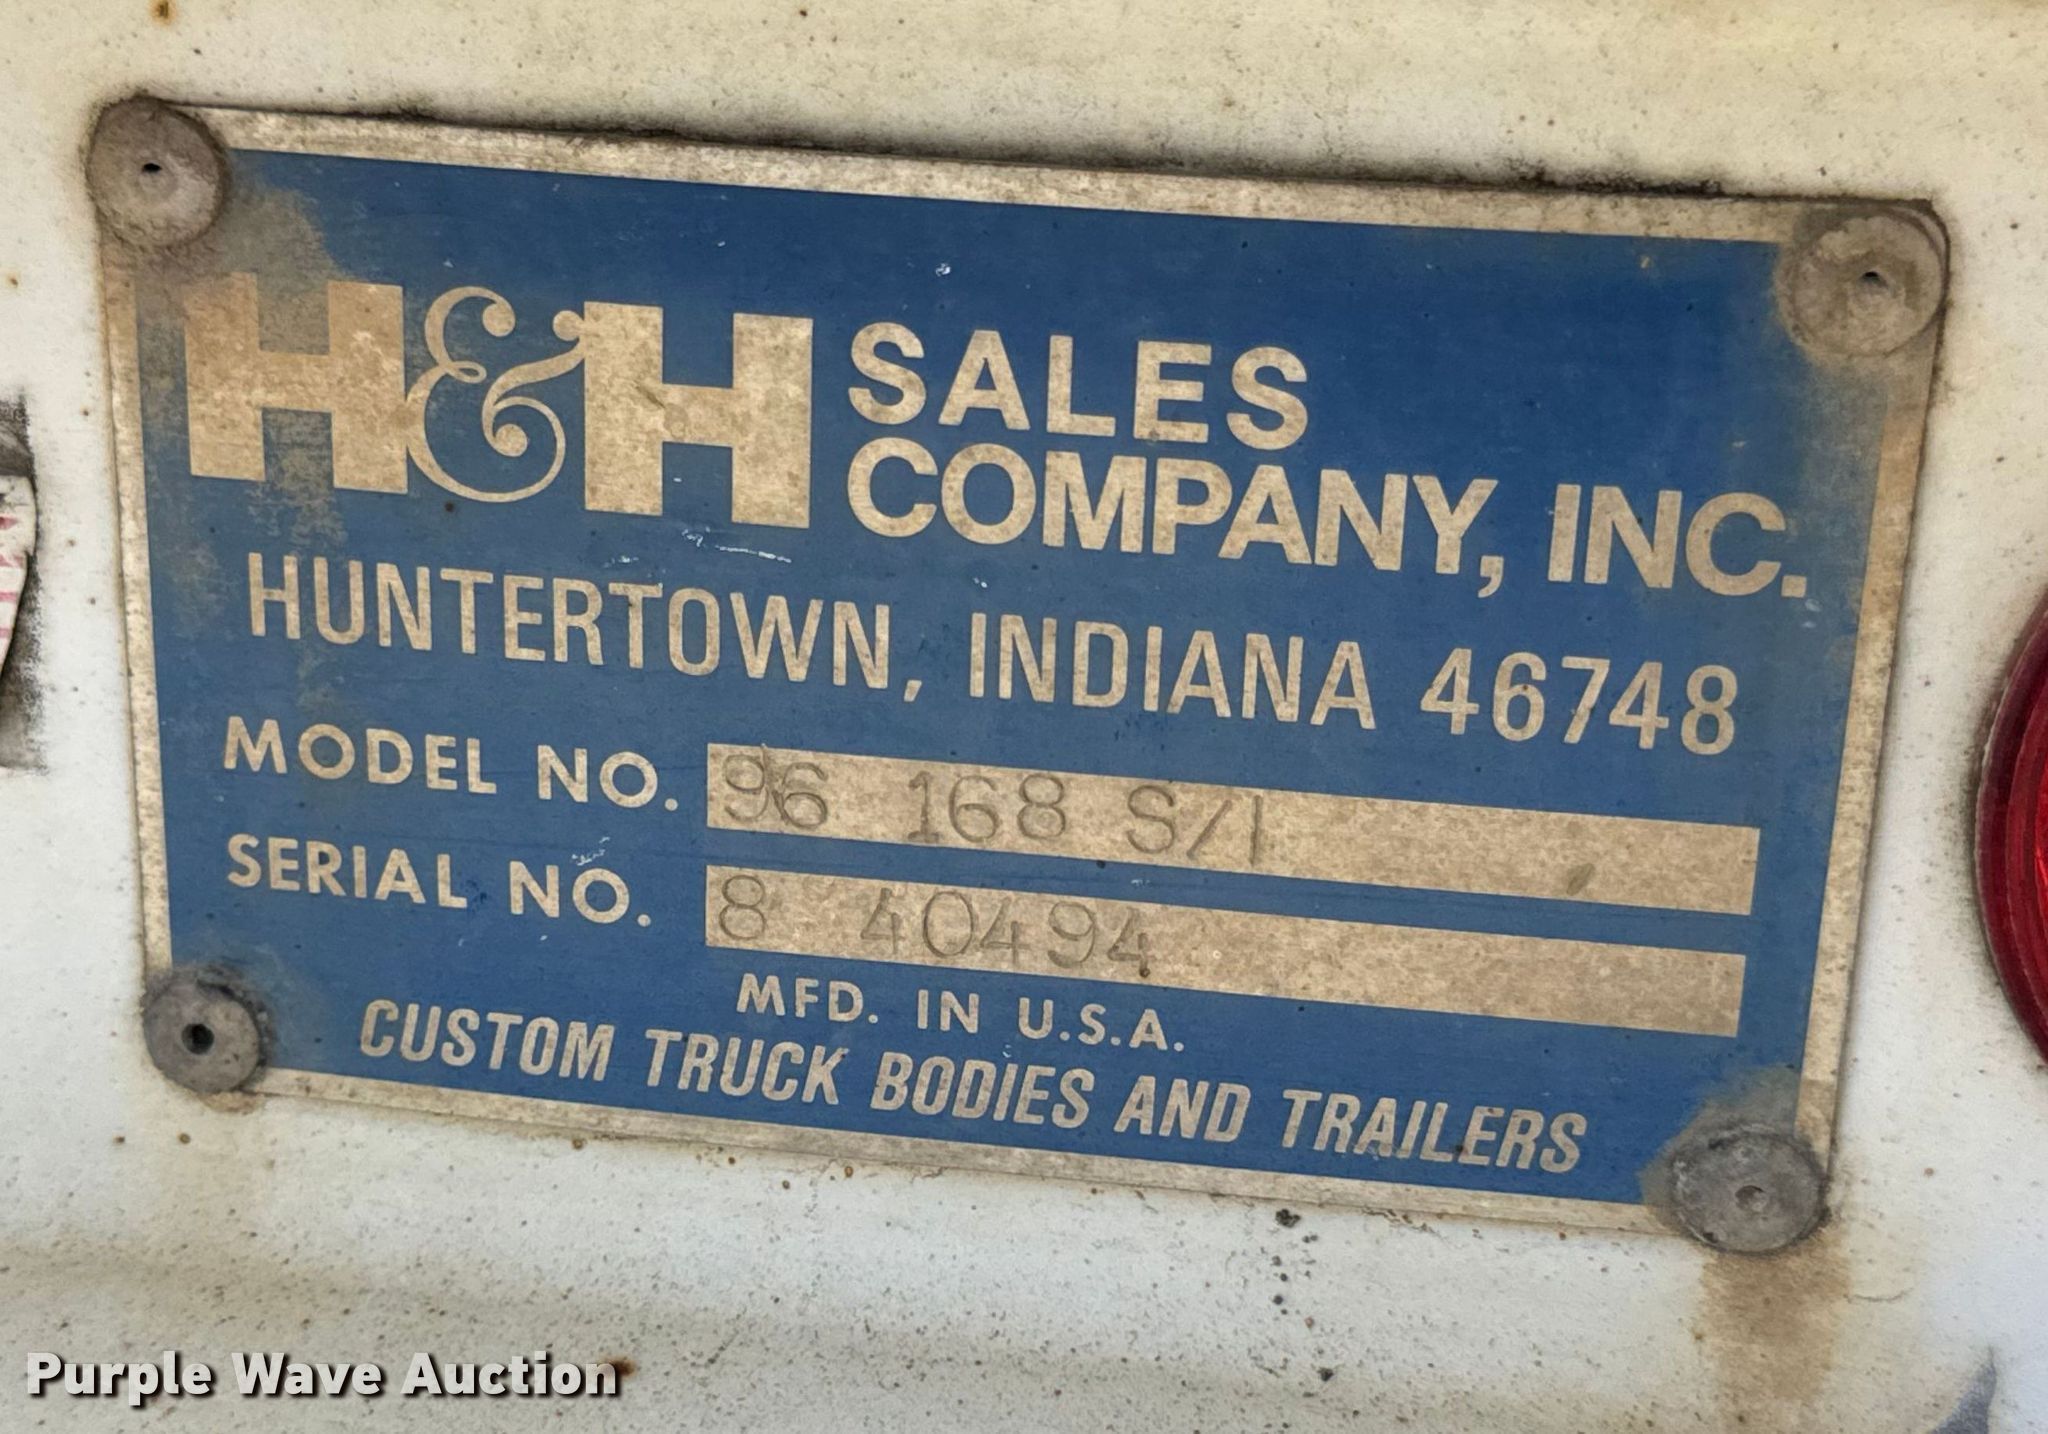 H&H SALES
COMPANY, INC.
HUNTERTOWN, INDIANA 46748
MODEL NO. 96 168 S/I
SERIAL NO. 8 40494
MFD. IN U.S.A.
CUSTOM TRUCK BODIES AND TRAILERS
Purple Wave Auction